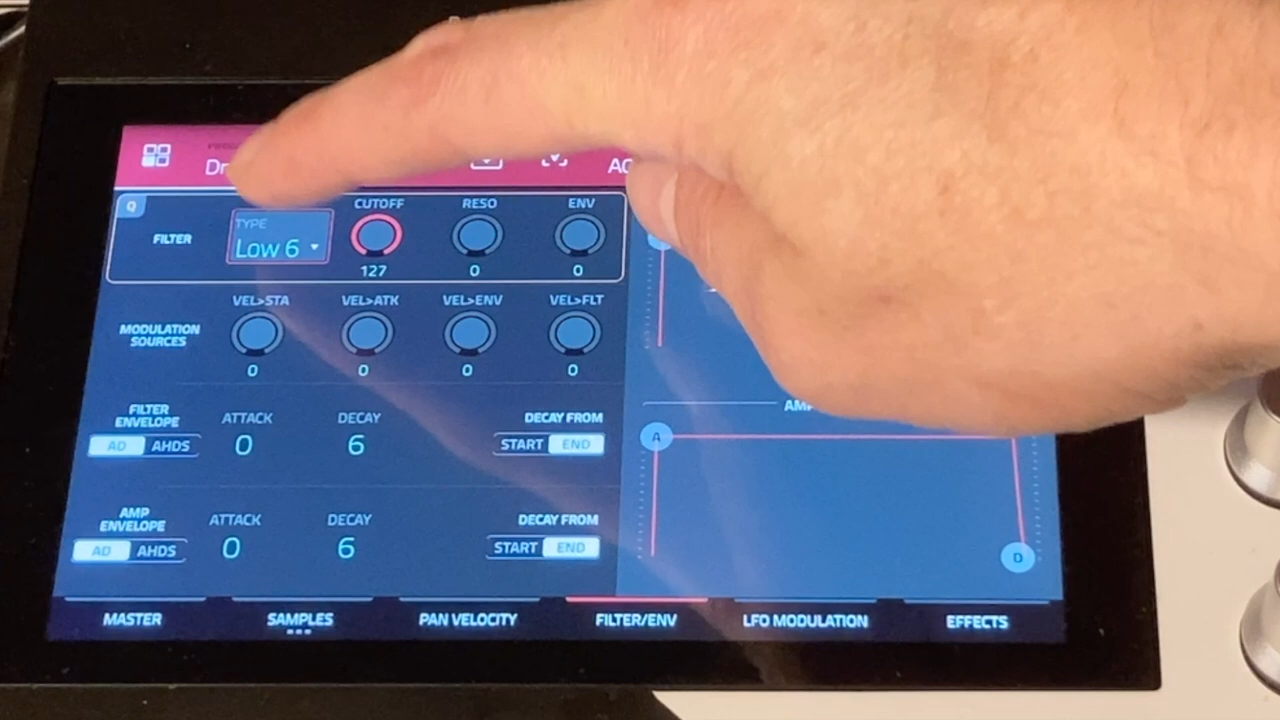 Q
TYPE
CUTOFF
RESO
ENV
FILTER
Low 6
127
0
0
VEL>STA
VEL>ATK
VEL>ENV
VEL>FLT
MODULATION
SOURCES
0
0
0
0
FILTER
ENVELOPE
ATTACK
DECAY
DECAY FROM
AD
AHDS
0
6
START
END
A
AMP
ENVELOPE
ATTACK
DECAY
DECAY FROM
AD
AHDS
0
6
START
END
D
MASTER
SAMPLES
PAN VELOCITY
FILTER/ENV
LFO MODULATION
EFFECTS